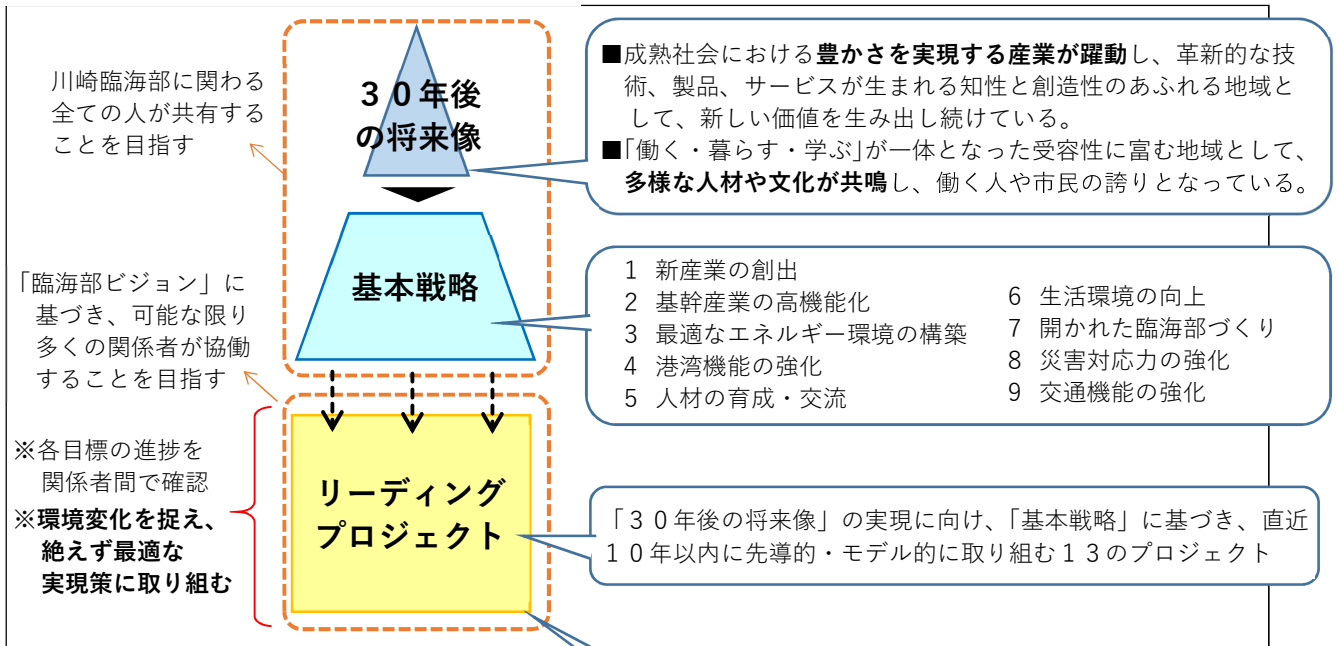 川崎臨海部に関わる
全ての人が共有する
ことを目指す
３０年後
の将来像
■成熟社会における豊かさを実現する産業が躍動し、革新的な技
術、製品、サービスが生まれる知性と創造性のあふれる地域と
して、新しい価値を生み出し続けている。
■「働く・暮らす・学ぶ」が一体となった受容性に富む地域として、
多様な人材や文化が共鳴し、働く人や市民の誇りとなっている。
「臨海部ビジョン」に
基づき、可能な限り
多くの関係者が協働
することを目指す
基本戦略
1 新産業の創出
2 基幹産業の高機能化
3 最適なエネルギー環境の構築
4 港湾機能の強化
5 人材の育成・交流
6 生活環境の向上
7 開かれた臨海部づくり
8 災害対応力の強化
9 交通機能の強化
※各目標の進捗を
関係者間で確認
※環境変化を捉え、
絶えず最適な
実現策に取り組む
リーディング
プロジェクト
「３０年後の将来像」の実現に向け、「基本戦略」に基づき、直近
１０年以内に先導的・モデル的に取り組む１３のプロジェクト